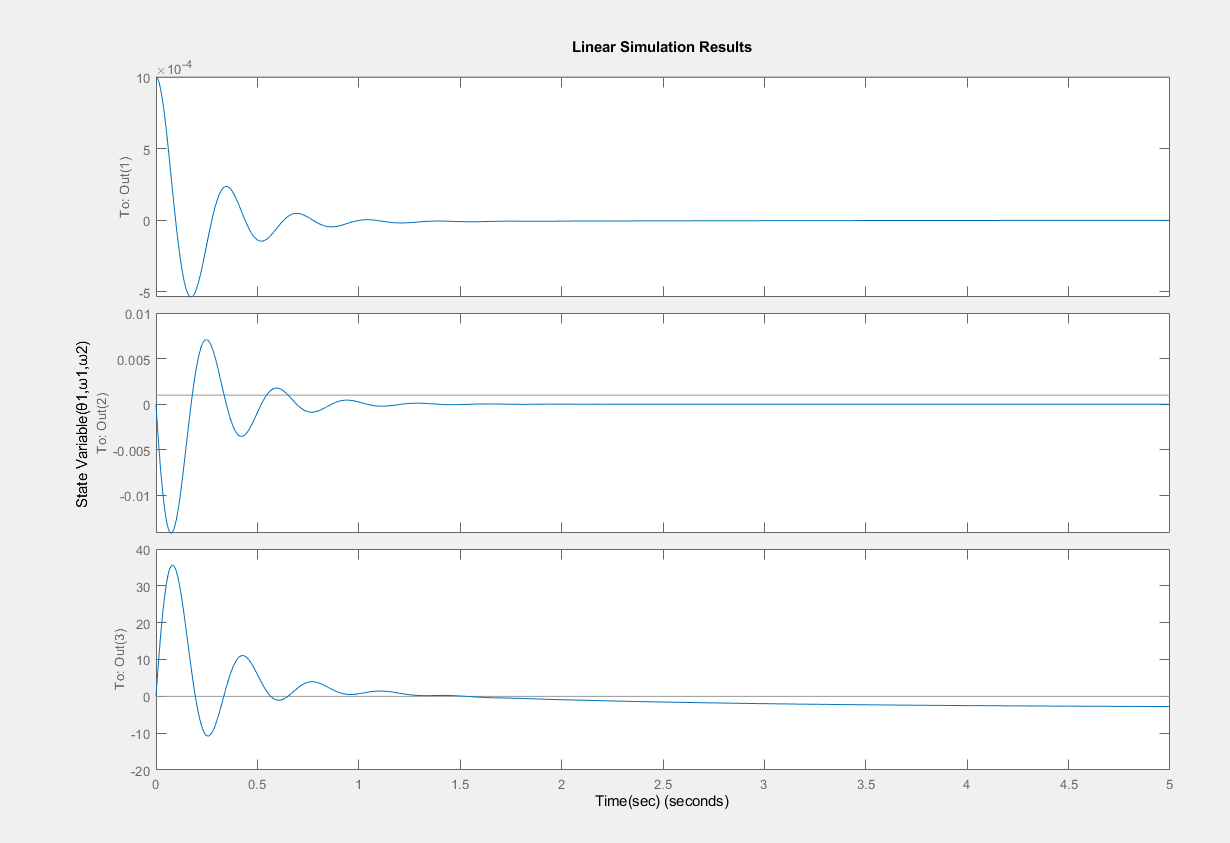 Linear Simulation Results
×10-4
10
5
0
-5
To: Out(1)
0.01
0.005
0
-0.005
-0.01
To: Out(2)
State Variable(θ1,ω1,ω2)
40
30
20
10
0
-10
-20
To: Out(3)
0 0.5 1 1.5 2 2.5 3 3.5 4 4.5 5
Time(sec) (seconds)